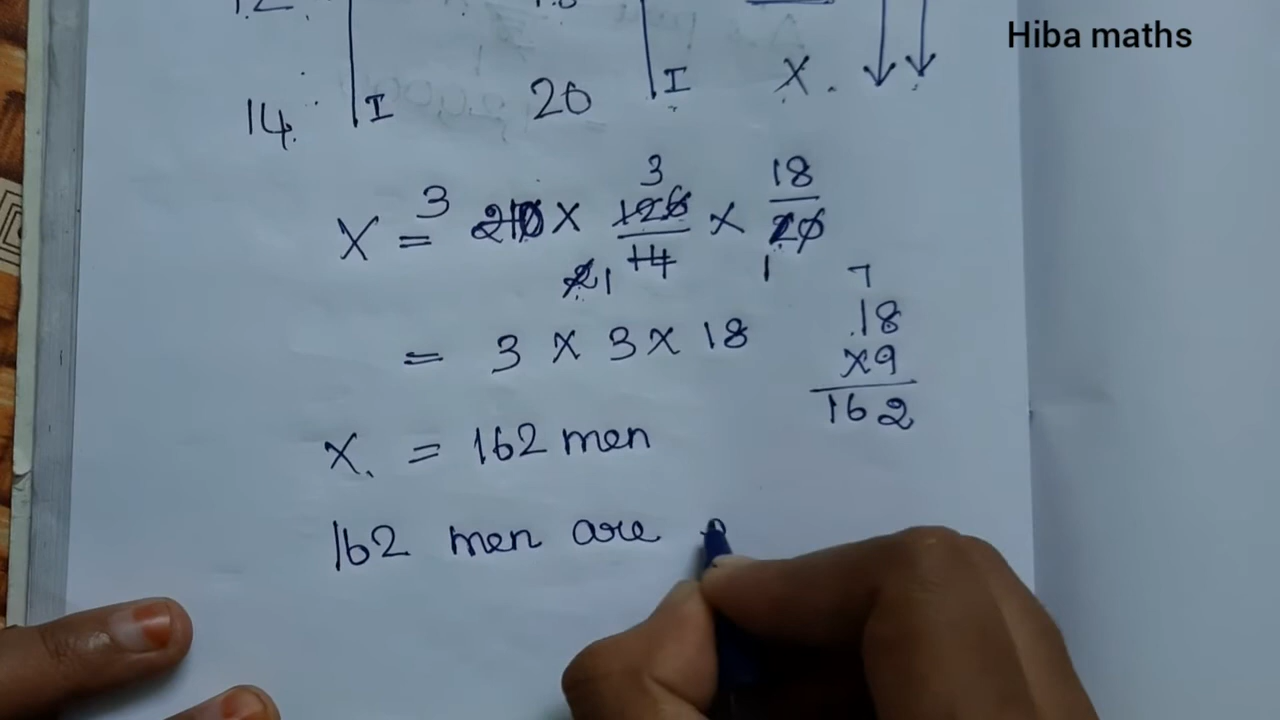 Hiba maths
I I X.
14. 20
3 18
X = 3 210 X 126 X 20
21 14 1
7
18
= 3 X 3 X 18 X9
162
X. = 162 men
162 men are